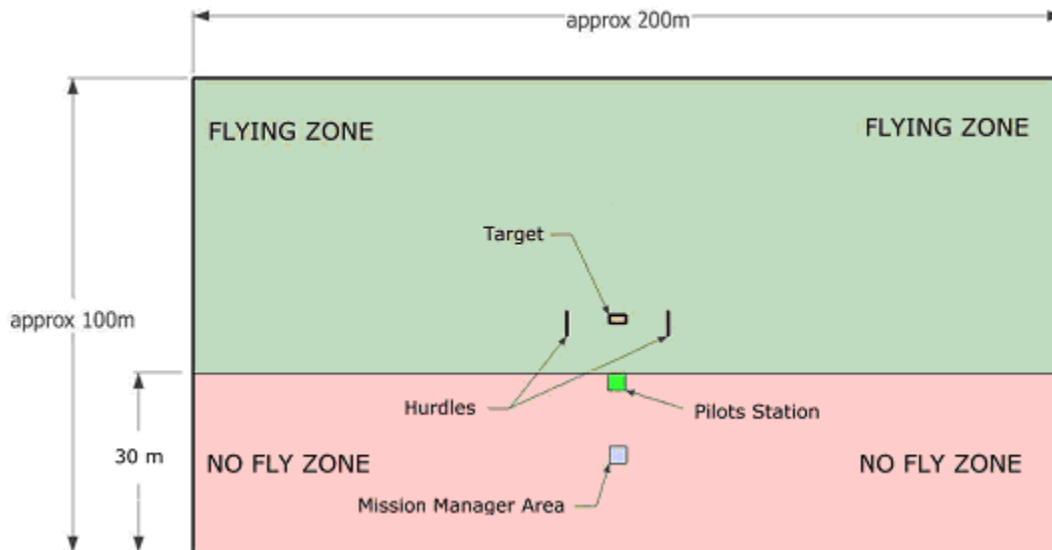 approx 200m
FLYING ZONE
FLYING ZONE
Target
approx 100m
Hurdles
Pilots Station
30 m
NO FLY ZONE
NO FLY ZONE
Mission Manager Area